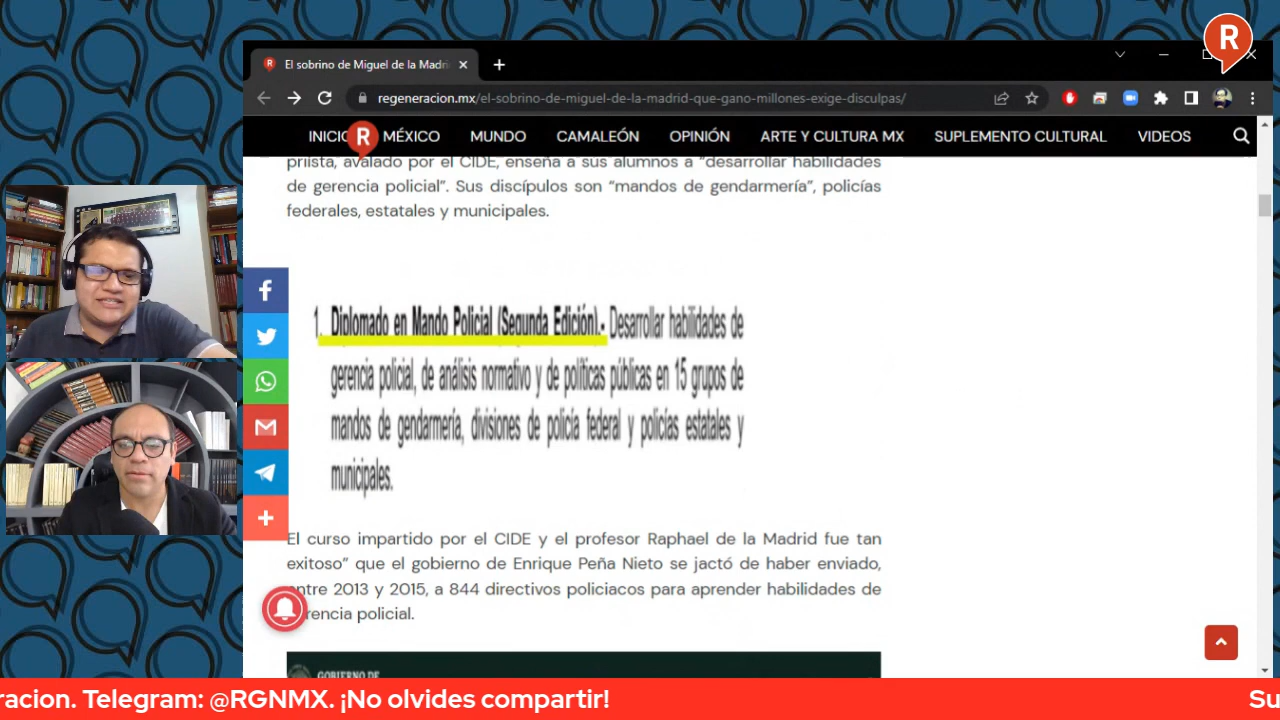 R
El sobrino de Miguel de la Madri
regeneracion.mx/el-sobrino-de-miguel-de-la-madrid-que-gano-millones-exige-disculpas/
INICIO R MÉXICO MUNDO CAMALEÓN OPINIÓN ARTE Y CULTURA MX SUPLEMENTO CULTURAL VIDEOS
priista, avalado por el CIDE, enseña a sus alumnos a “desarrollar habilidades
de gerencia policial”. Sus discípulos son “mandos de gendarmería”, policías
federales, estatales y municipales.
1. Diplomado en Mando Policial (Segunda Edición).- Desarrollar habilidades de
gerencia policial, de análisis normativo y de políticas públicas en 15 grupos de
mandos de gendarmería, divisiones de policía federal y policías estatales y
municipales.
El curso impartido por el CIDE y el profesor Raphael de la Madrid fue tan
exitoso” que el gobierno de Enrique Peña Nieto se jactó de haber enviado,
entre 2013 y 2015, a 844 directivos policiacos para aprender habilidades de
gerencia policial.
GOBIERNO DE
racion. Telegram: @RGNMX. ¡No olvides compartir!
Su